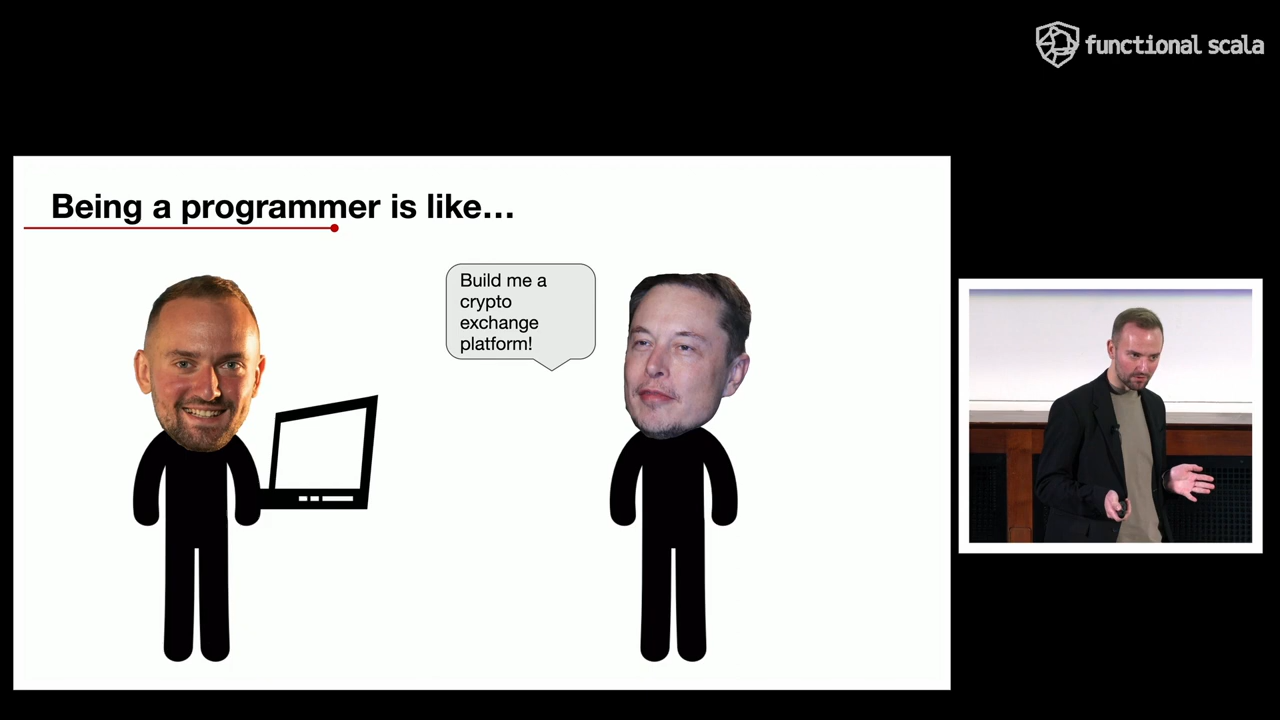 functional scala
Being a programmer is like…
Build me a
crypto
exchange
platform!